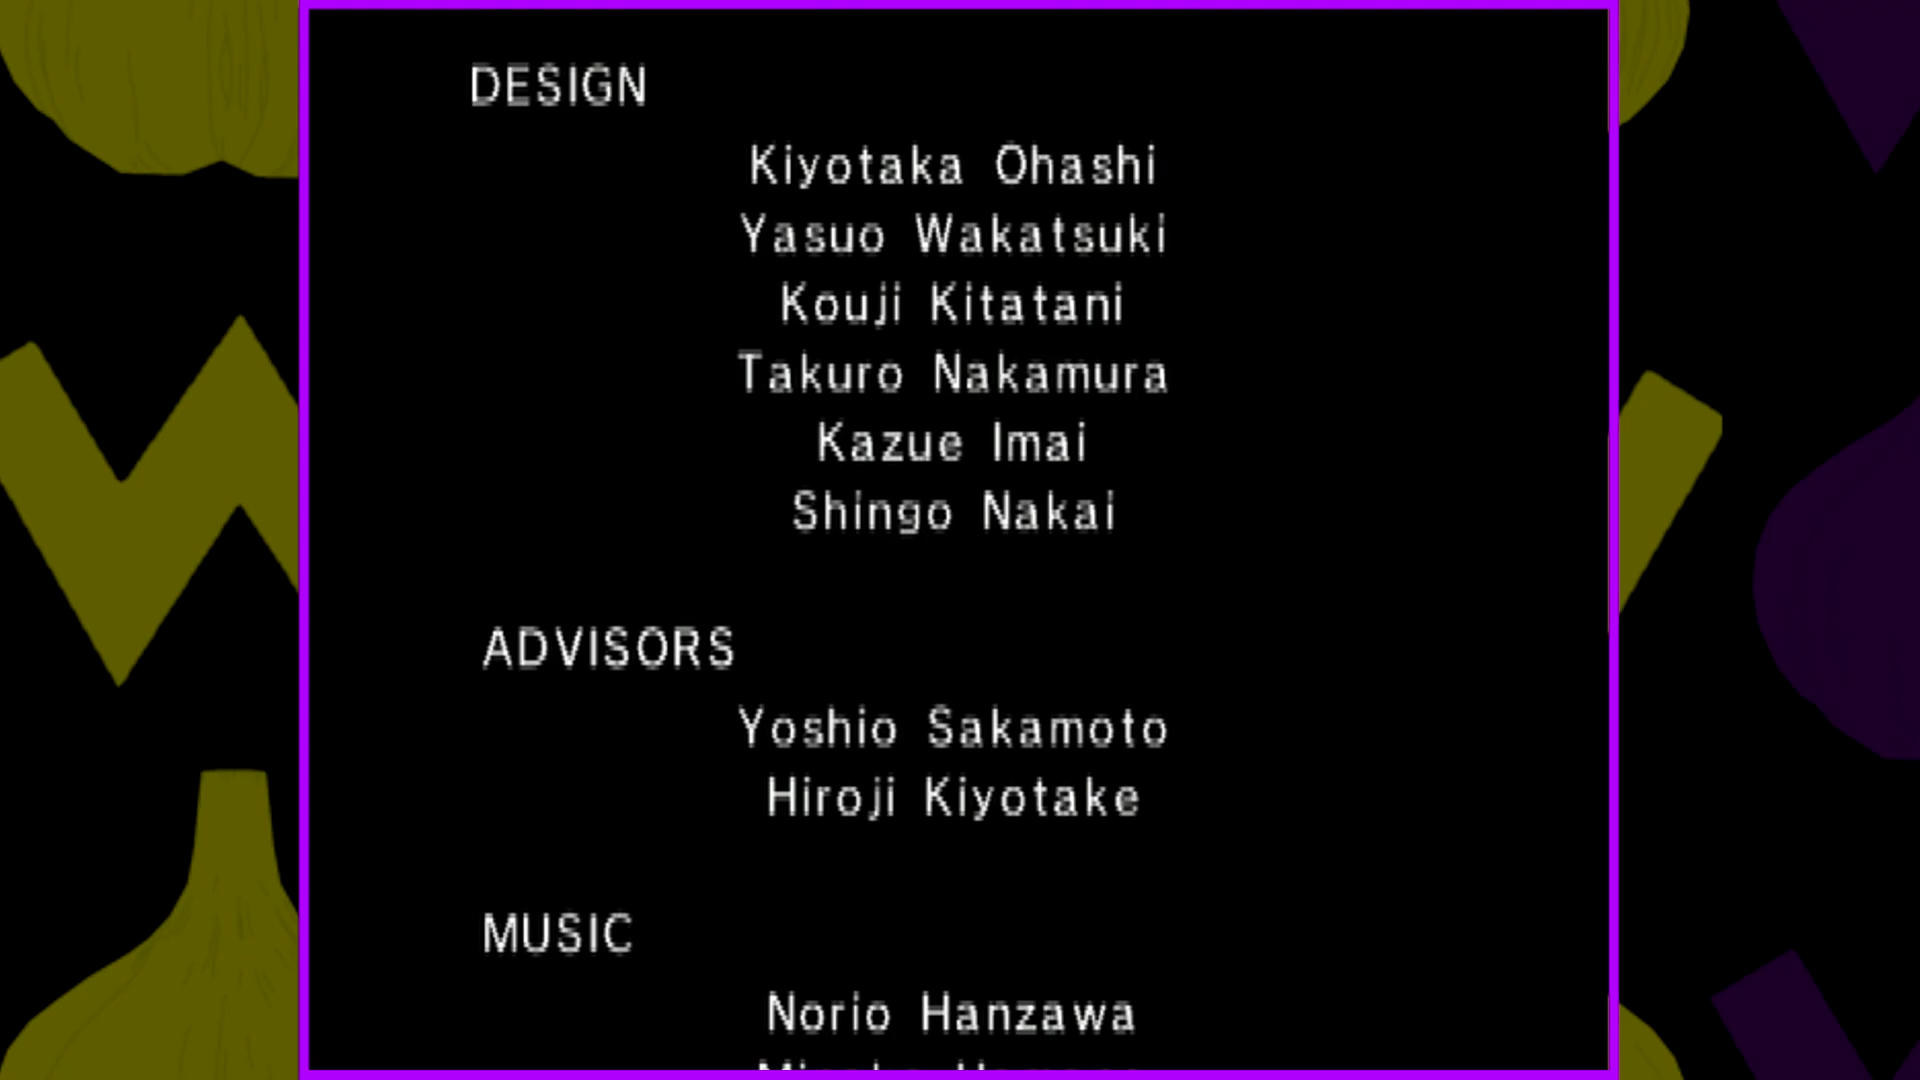 DESIGN
Kiyotaka Ohashi
Yasuo Wakatsuki
Kouji Kitatani
Takuro Nakamura
Kazue Imai
Shingo Nakai
ADVISORS
Yoshio Sakamoto
Hiroji Kiyotake
MUSIC
Norio Hanzawa